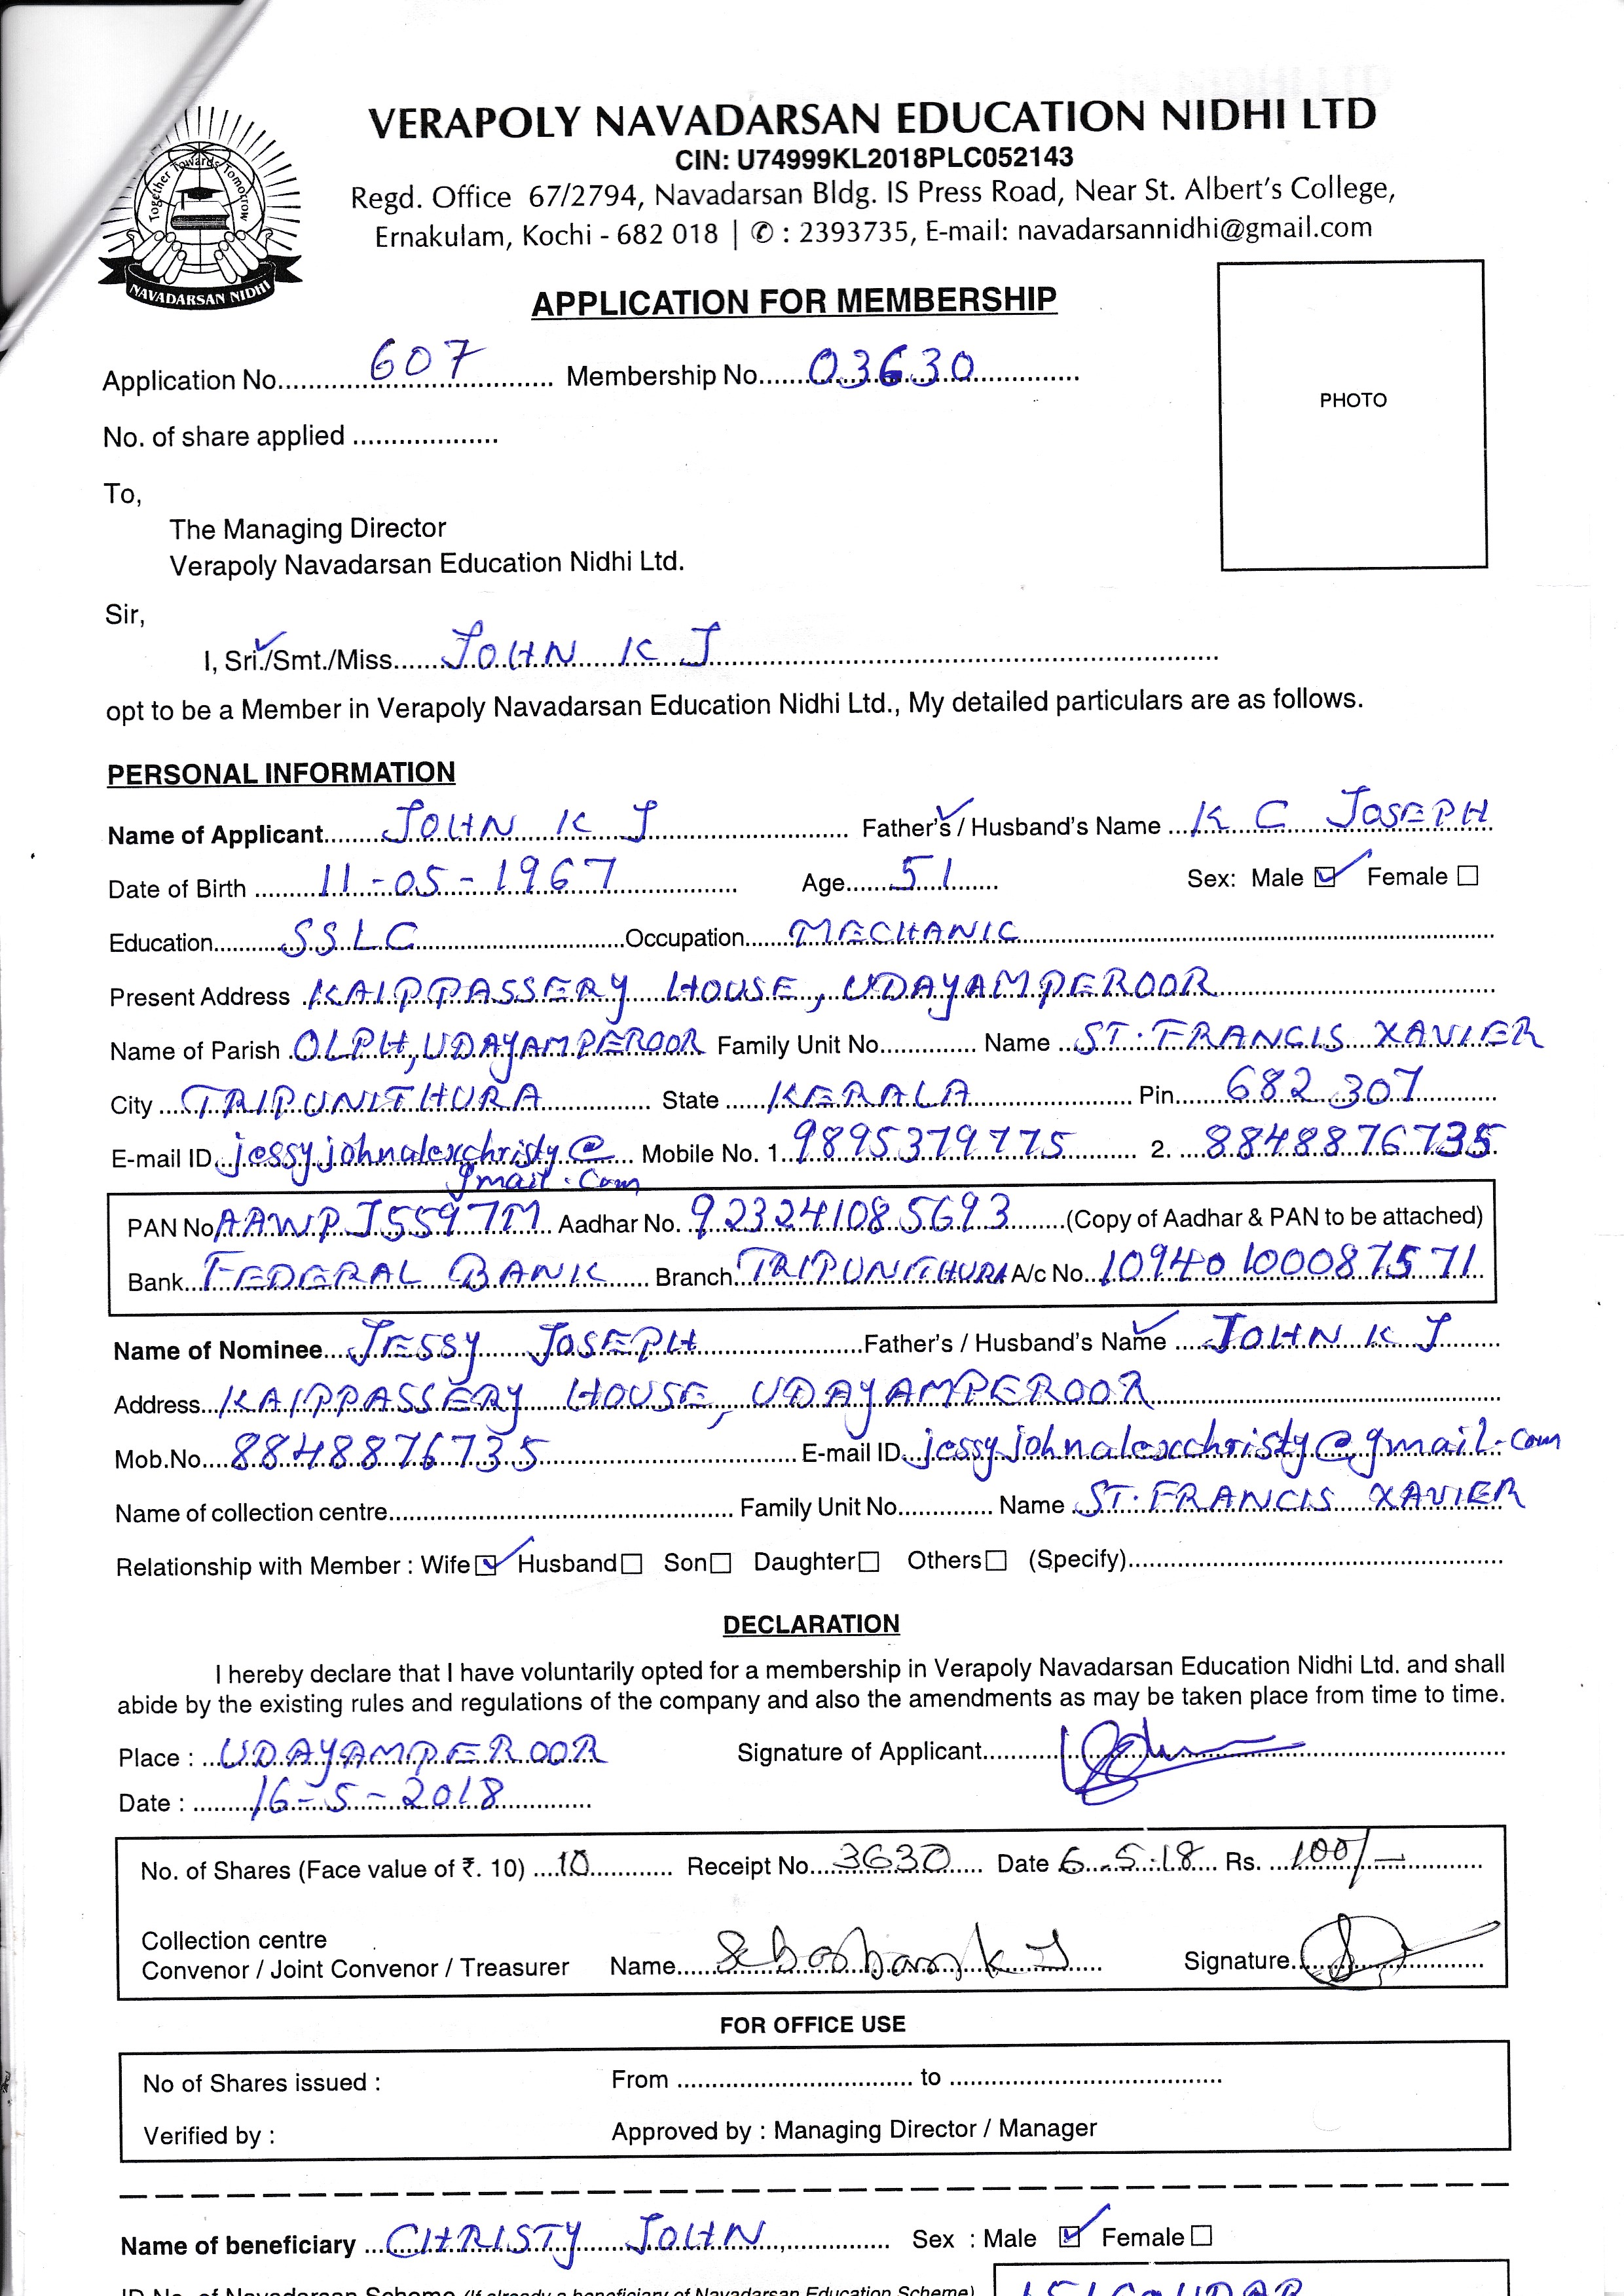 VERAPOLY NAVADARSAN EDUCATION NIDHI LTD
CIN: U74999KL2018PLC052143
Regd. Office 67/2794, Navadarsan Bldg. IS Press Road, Near St. Albert's College,
Ernakulam, Kochi - 682 018 | ✆ : 2393735, E-mail: navadarsannidhi@gmail.com
Together Towards Tomorrow
NAVADARSAN NIDHI
APPLICATION FOR MEMBERSHIP
Application No. 607 Membership No. 03630
PHOTO
No. of share applied
To,
The Managing Director
Verapoly Navadarsan Education Nidhi Ltd.
Sir,
I, Sri./Smt./Miss. JOHN K J
opt to be a Member in Verapoly Navadarsan Education Nidhi Ltd., My detailed particulars are as follows.
PERSONAL INFORMATION
Name of Applicant JOHN K J Father's / Husband's Name K C JOSEPH
Date of Birth 11-05-1967 Age 51 Sex: Male ☑ Female ☐
Education SSLC Occupation MECHANIC
Present Address KAIPPASSERY HOUSE, UDAYAMPEROOR
Name of Parish OLPH, UDAYAMPEROOR Family Unit No. Name ST. FRANCIS XAVIER
City TRIPUNITHURA State KERALA Pin 682 307
E-mail ID jessyjohnalexchristy@ Mobile No. 1. 9895379775 2. 8848876735
gmail.com
PAN No AAWPJ5597M Aadhar No. 923241085693 (Copy of Aadhar & PAN to be attached)
Bank FEDERAL BANK Branch TRIPUNITHURA A/c No. 10940100087571
Name of Nominee JESSY JOSEPH Father's / Husband's Name JOHN K J
Address KAIPPASSERY HOUSE, UDAYAMPEROOR
Mob.No. 8848876735 E-mail ID jessyjohnalexchristy@gmail.com
Name of collection centre Family Unit No. Name ST. FRANCIS XAVIER
Relationship with Member : Wife ☑ Husband ☐ Son ☐ Daughter ☐ Others ☐ (Specify)
DECLARATION
I hereby declare that I have voluntarily opted for a membership in Verapoly Navadarsan Education Nidhi Ltd. and shall
abide by the existing rules and regulations of the company and also the amendments as may be taken place from time to time.
Place : UDAYAMPEROOR Signature of Applicant
Date : 16-5-2018
No. of Shares (Face value of ₹. 10) 10 Receipt No. 3630 Date 6.5.18 Rs. 100/-
Collection centre
Convenor / Joint Convenor / Treasurer Name K J Signature
FOR OFFICE USE
No of Shares issued : From to
Verified by : Approved by : Managing Director / Manager
Name of beneficiary CHRISTY JOHN Sex : Male ☑ Female ☐
ID No. of Navadarsan Scheme (If already a beneficiary of Navadarsan Education Scheme)